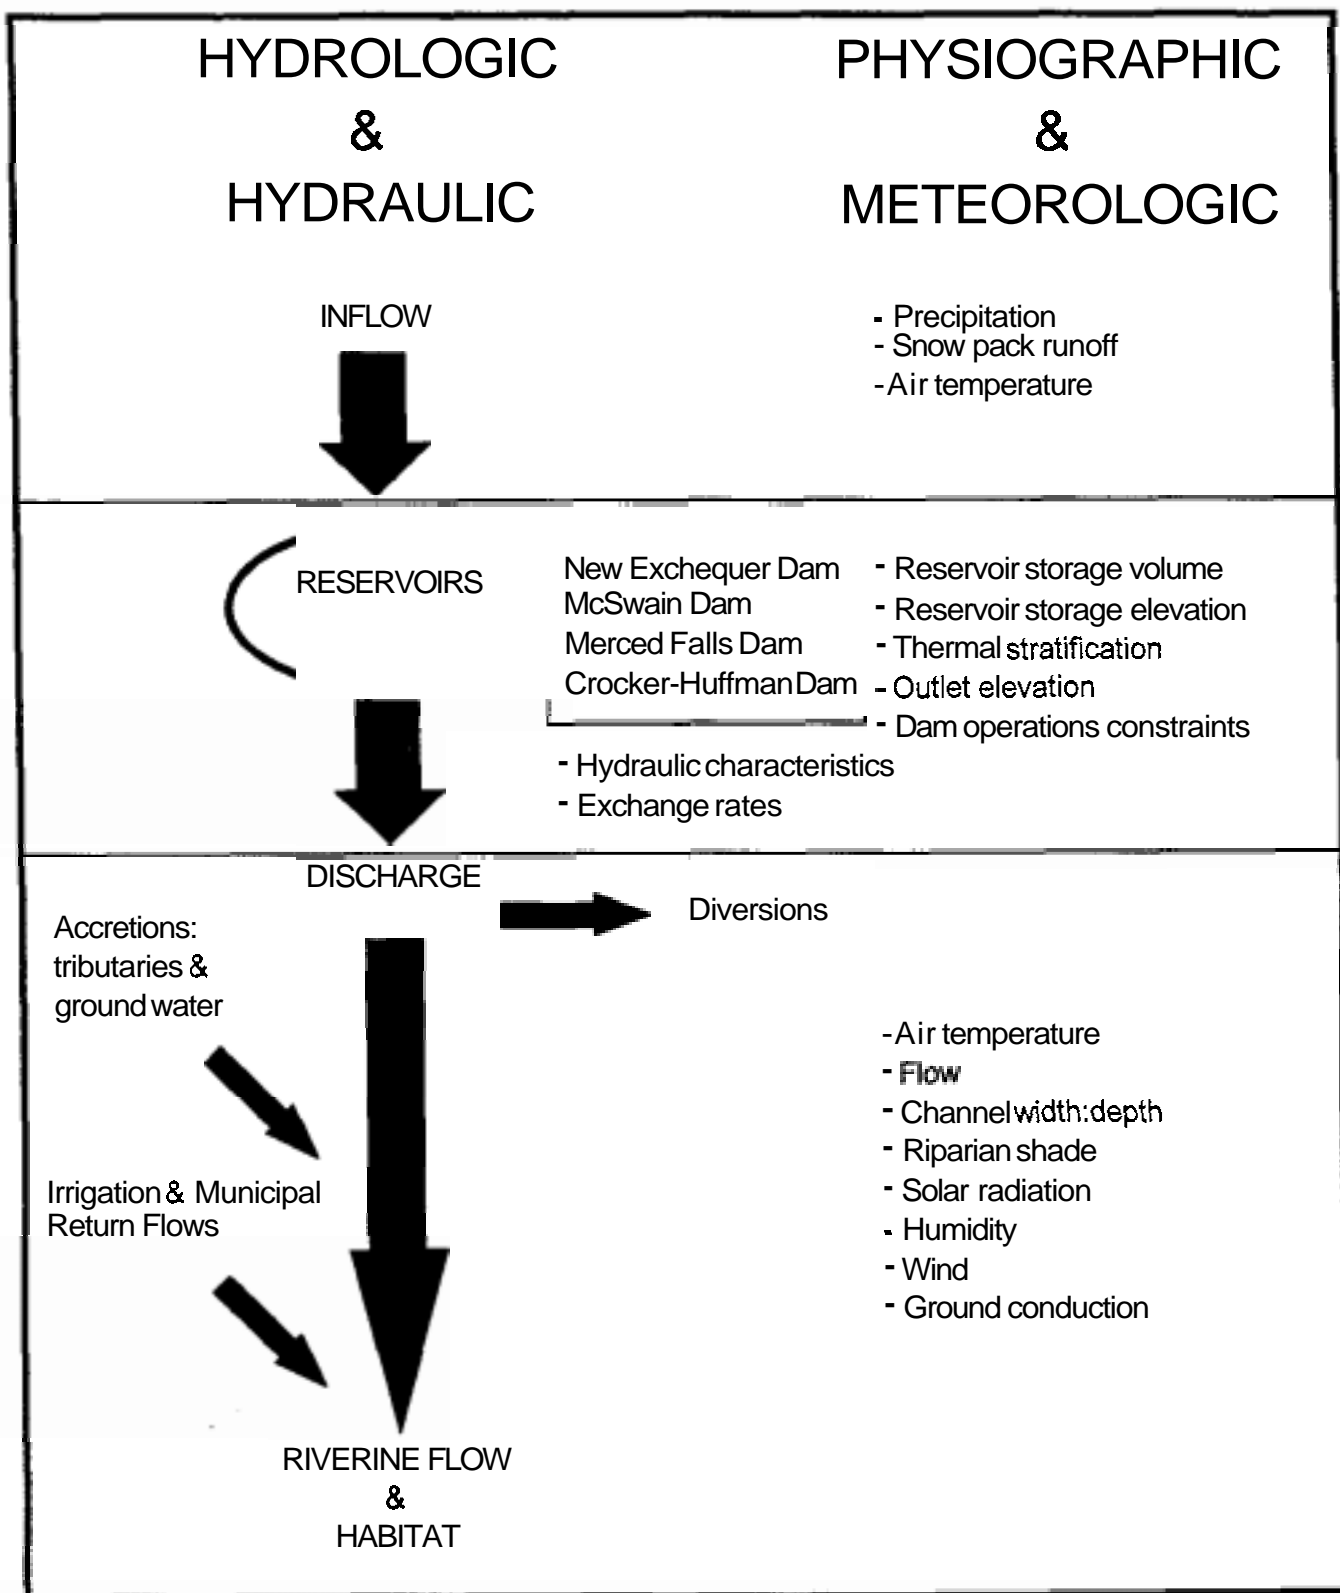 HYDROLOGIC
&
HYDRAULIC
PHYSIOGRAPHIC
&
METEOROLOGIC
INFLOW
- Precipitation
- Snow pack runoff
- Air temperature
RESERVOIRS
New Exchequer Dam
McSwain Dam
Merced Falls Dam
Crocker-Huffman Dam
- Hydraulic characteristics
- Exchange rates
- Reservoir storage volume
- Reservoir storage elevation
- Thermal stratification
- Outlet elevation
- Dam operations constraints
DISCHARGE
Diversions
Accretions:
tributaries &
ground water
Irrigation & Municipal
Return Flows
- Air temperature
- Flow
- Channel width:depth
- Riparian shade
- Solar radiation
- Humidity
- Wind
- Ground conduction
RIVERINE FLOW
&
HABITAT